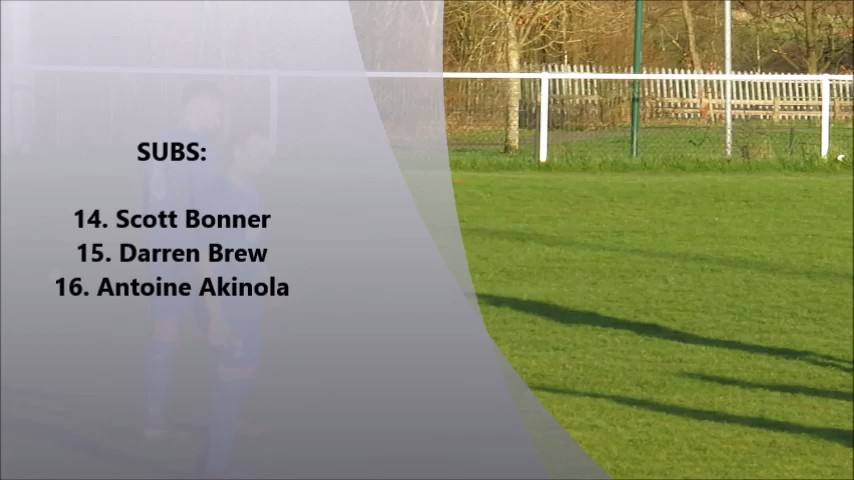 SUBS:
14. Scott Bonner
15. Darren Brew
16. Antoine Akinola